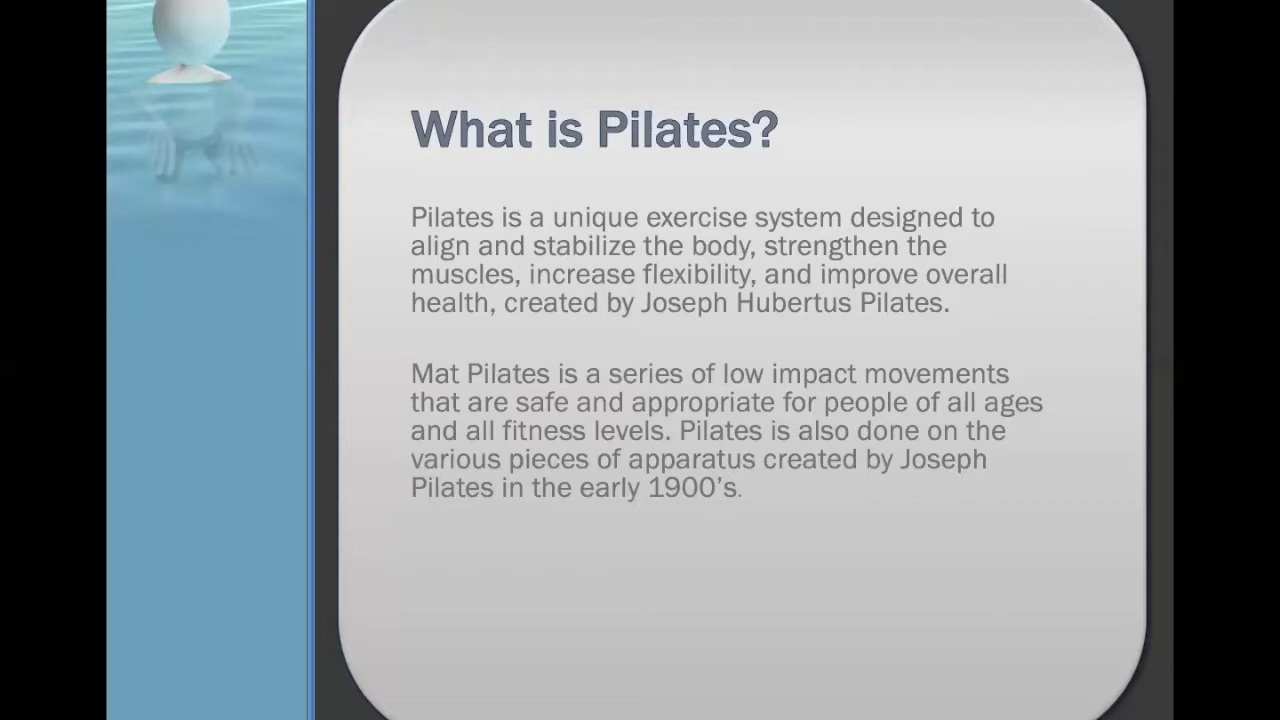 What is Pilates?
Pilates is a unique exercise system designed to
align and stabilize the body, strengthen the
muscles, increase flexibility, and improve overall
health, created by Joseph Hubertus Pilates.
Mat Pilates is a series of low impact movements
that are safe and appropriate for people of all ages
and all fitness levels. Pilates is also done on the
various pieces of apparatus created by Joseph
Pilates in the early 1900’s.